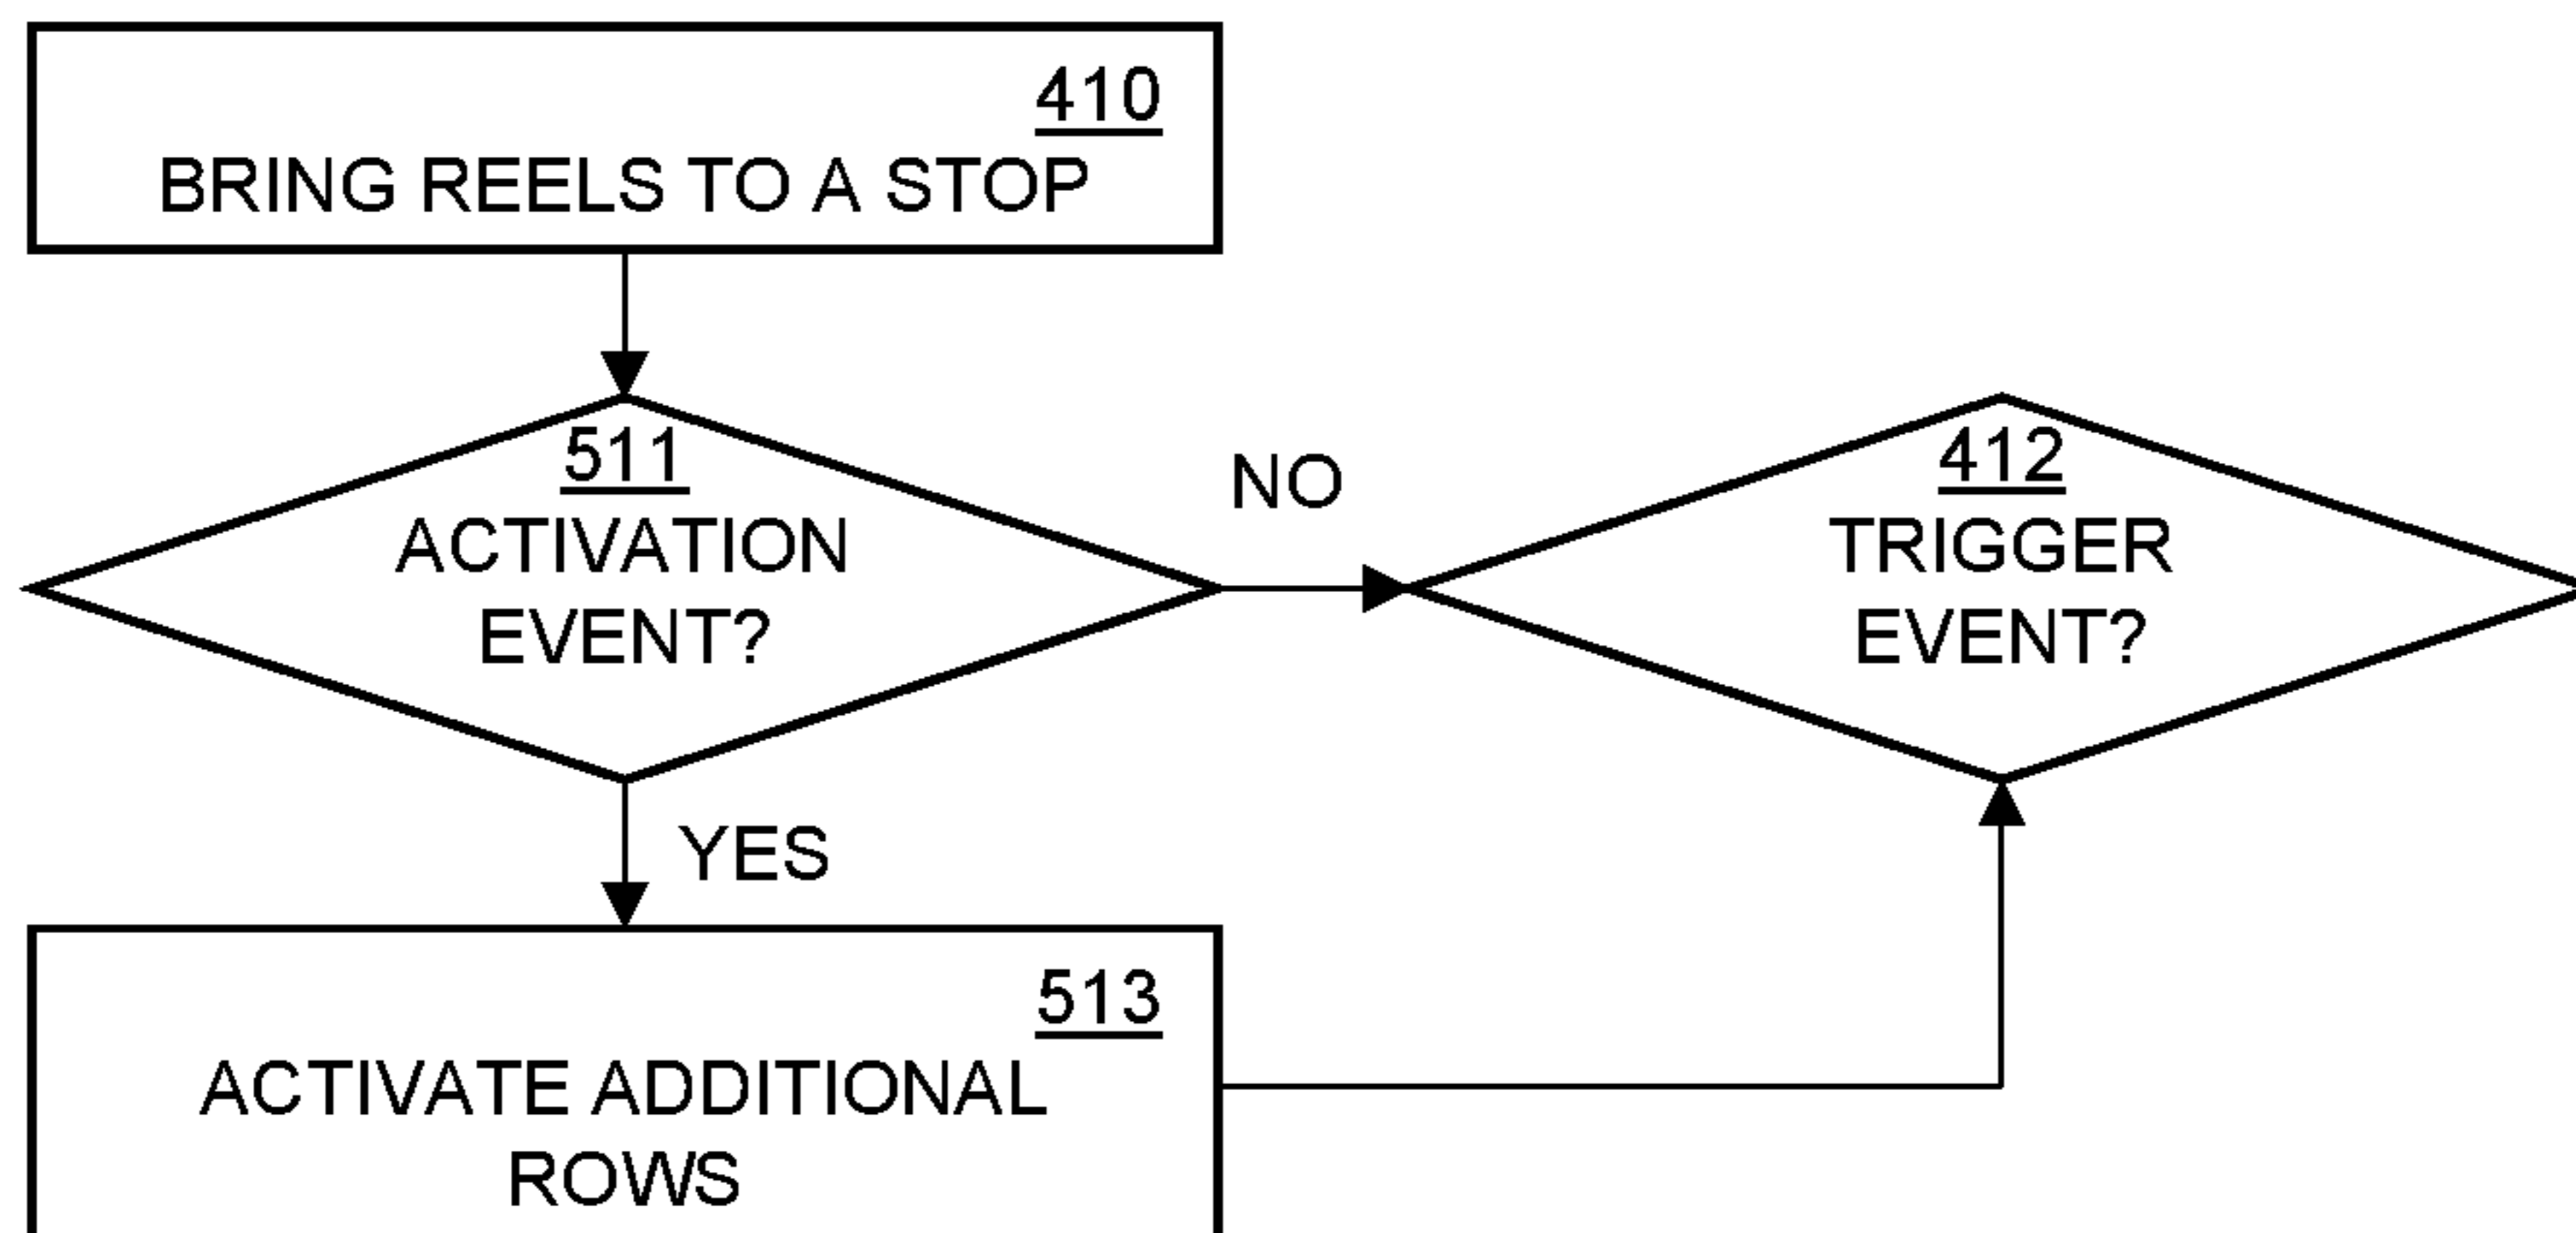 410
BRING REELS TO A STOP
511
ACTIVATION
EVENT?
NO
412
TRIGGER
EVENT?
YES
513
ACTIVATE ADDITIONAL
ROWS